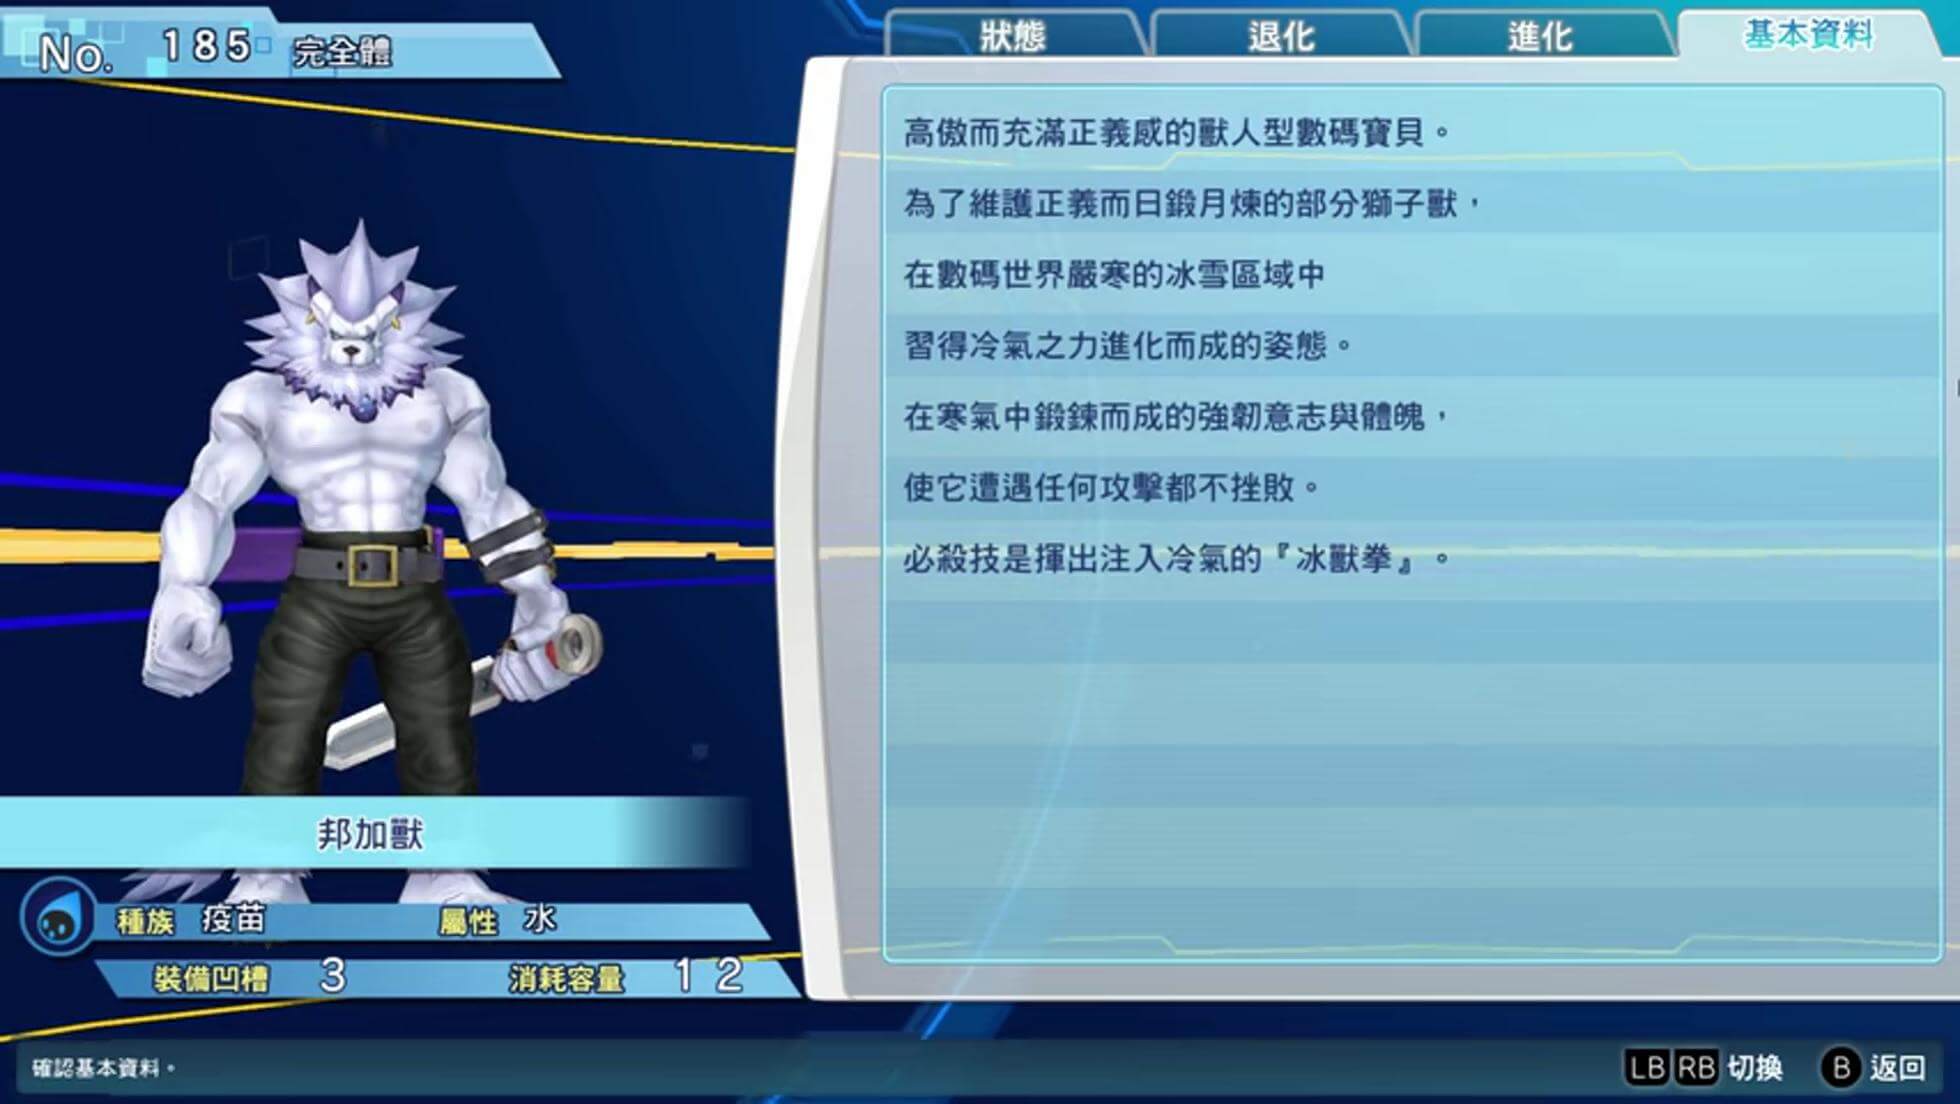 No. 185 完全體
狀態 退化 進化 基本資料
高傲而充滿正義感的獸人型數碼寶貝。
為了維護正義而日鍛月煉的部分獅子獸，
在數碼世界嚴寒的冰雪區域中
習得冷氣之力進化而成的姿態。
在寒氣中鍛鍊而成的強韌意志與體魄，
使它遭遇任何攻擊都不挫敗。
必殺技是揮出注入冷氣的『冰獸拳』。
邦加獸
種族 疫苗 屬性 水
裝備凹槽 3 消耗容量 12
確認基本資料。
LB RB 切換 B 返回